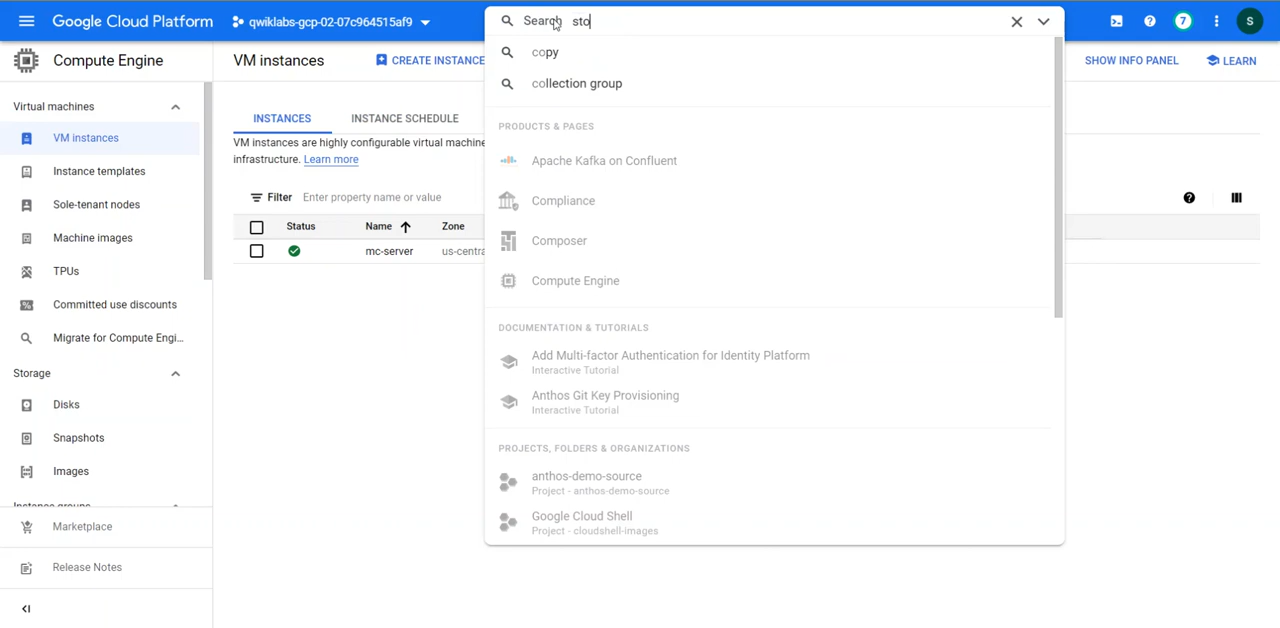 Google Cloud Platform
qwiklabs-gcp-02-07c964515af9
Search sto
7
S
Compute Engine
VM instances
CREATE INSTANCE
SHOW INFO PANEL
LEARN
Virtual machines
VM instances
Instance templates
Sole-tenant nodes
Machine images
TPUs
Committed use discounts
Migrate for Compute Engi...
Storage
Disks
Snapshots
Images
Instance groups
Marketplace
Release Notes
INSTANCES
INSTANCE SCHEDULE
VM instances are highly configurable virtual machine
infrastructure. Learn more
Filter Enter property name or value
Status Name Zone
mc-server us-centra
copy
collection group
PRODUCTS & PAGES
Apache Kafka on Confluent
Compliance
Composer
Compute Engine
DOCUMENTATION & TUTORIALS
Add Multi-factor Authentication for Identity Platform
Interactive Tutorial
Anthos Git Key Provisioning
Interactive Tutorial
PROJECTS, FOLDERS & ORGANIZATIONS
anthos-demo-source
Project - anthos-demo-source
Google Cloud Shell
Project - cloudshell-images